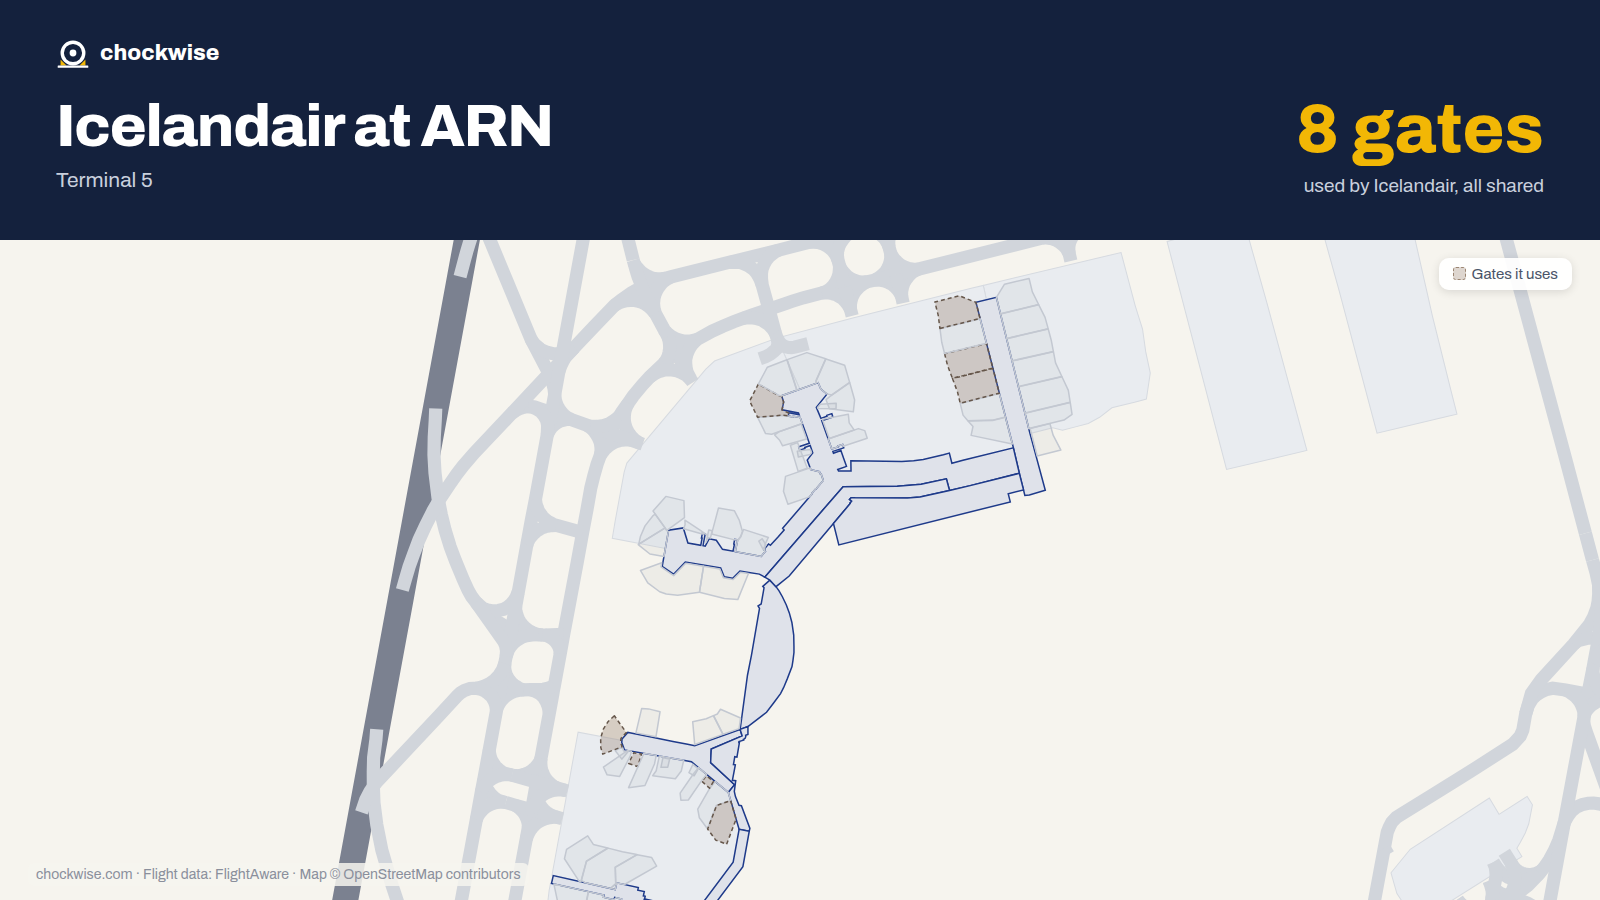 chockwise
Icelandair at ARN
Terminal 5
8 gates
used by Icelandair, all shared
Gates it uses
chockwise.com · Flight data: FlightAware · Map © OpenStreetMap contributors